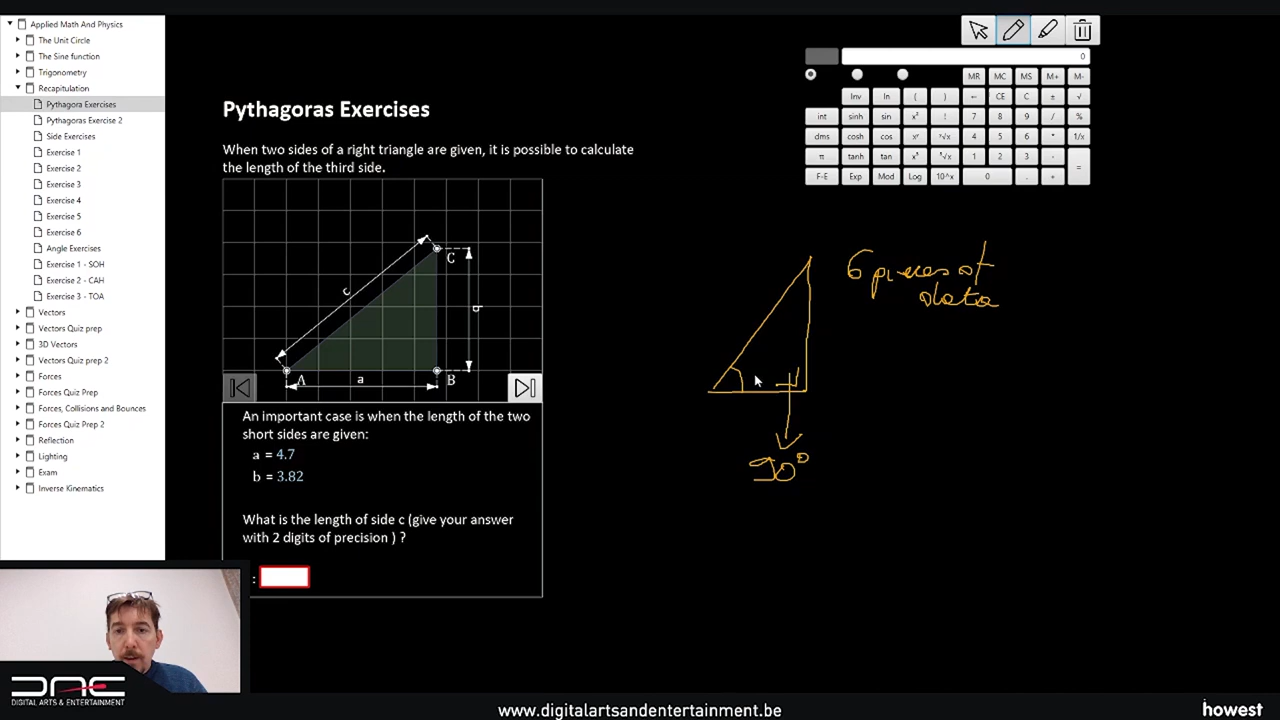 Applied Math And Physics
The Unit Circle
The Sine function
Trigonometry
Recapitulation
Pythagora Exercises
Pythagoras Exercise 2
Side Exercises
Exercise 1
Exercise 2
Exercise 3
Exercise 4
Exercise 5
Exercise 6
Angle Exercises
Exercise 1 - SOH
Exercise 2 - CAH
Exercise 3 - TOA
Vectors
Vectors Quiz prep
3D Vectors
Vectors Quiz prep 2
Forces
Forces Quiz Prep
Forces, Collisions and Bounces
Forces Quiz Prep 2
Reflection
Lighting
Exam
Inverse Kinematics
Pythagoras Exercises
When two sides of a right triangle are given, it is possible to calculate
the length of the third side.
C
c
b
A
a
B
An important case is when the length of the two
short sides are given:
a = 4.7
b = 3.82
What is the length of side c (give your answer
with 2 digits of precision ) ?
:
0
MR MC MS M+ M-
Inv ln ( ) ← CE C ± √
int sinh sin x² ! 7 8 9 / %
dms cosh cos xʸ ʸ√x 4 5 6 * 1/x
π tanh tan x³ ³√x 1 2 3 - =
F-E Exp Mod Log 10^x 0 . +
6 pieces of
data
90°
DAE
DIGITAL ARTS & ENTERTAINMENT
www.digitalartsandentertainment.be
howest